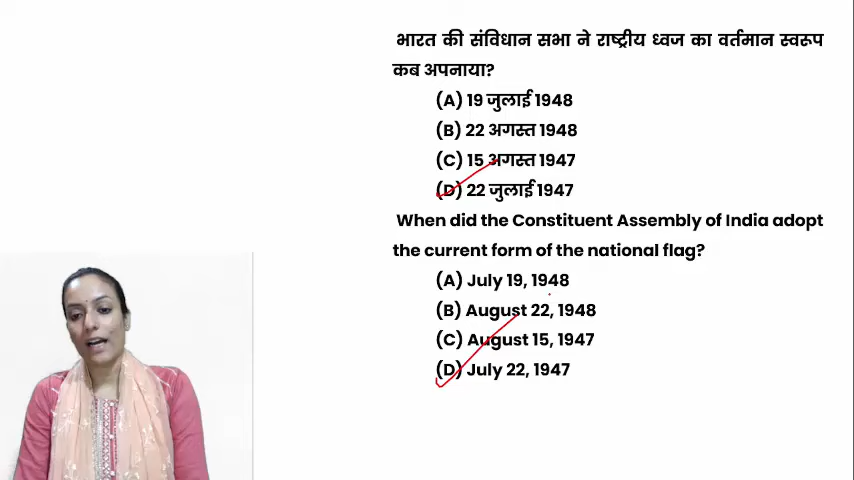 भारत की संविधान सभा ने राष्ट्रीय ध्वज का वर्तमान स्वरूप
कब अपनाया?
(A) 19 जुलाई 1948
(B) 22 अगस्त 1948
(C) 15 अगस्त 1947
(D) 22 जुलाई 1947
When did the Constituent Assembly of India adopt
the current form of the national flag?
(A) July 19, 1948
(B) August 22, 1948
(C) August 15, 1947
(D) July 22, 1947